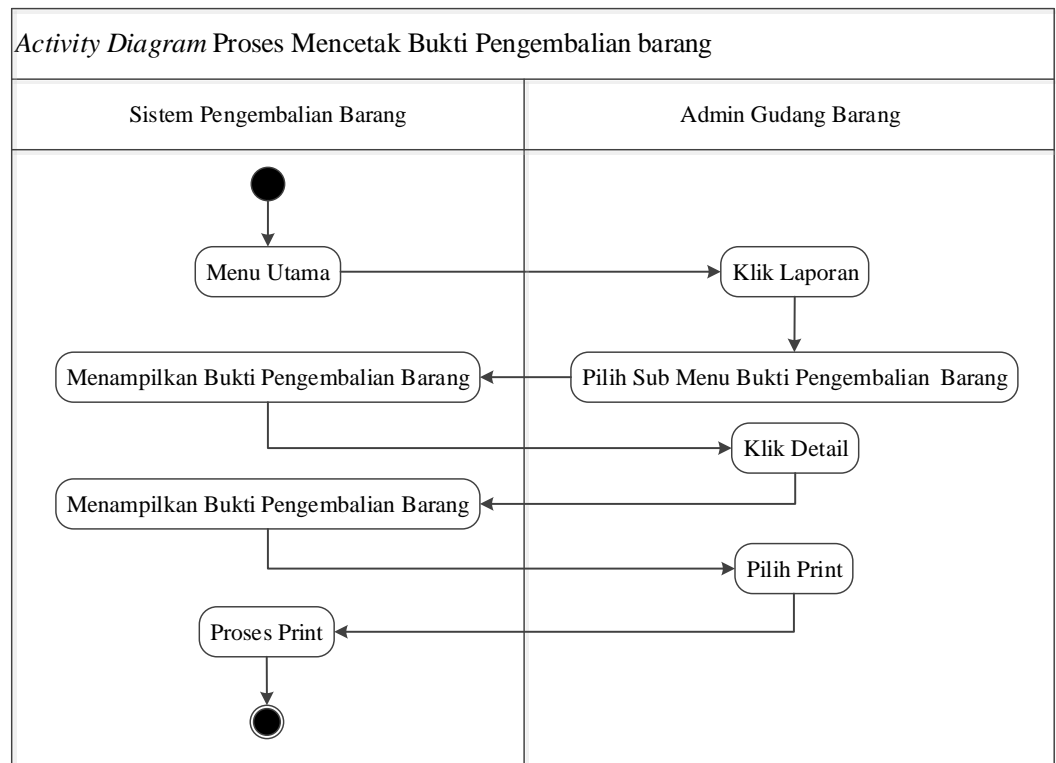 Activity Diagram Proses Mencetak Bukti Pengembalian barang
Sistem Pengembalian Barang
Admin Gudang Barang
Menu Utama
Klik Laporan
Menampilkan Bukti Pengembalian Barang
Pilih Sub Menu Bukti Pengembalian Barang
Klik Detail
Menampilkan Bukti Pengembalian Barang
Pilih Print
Proses Print